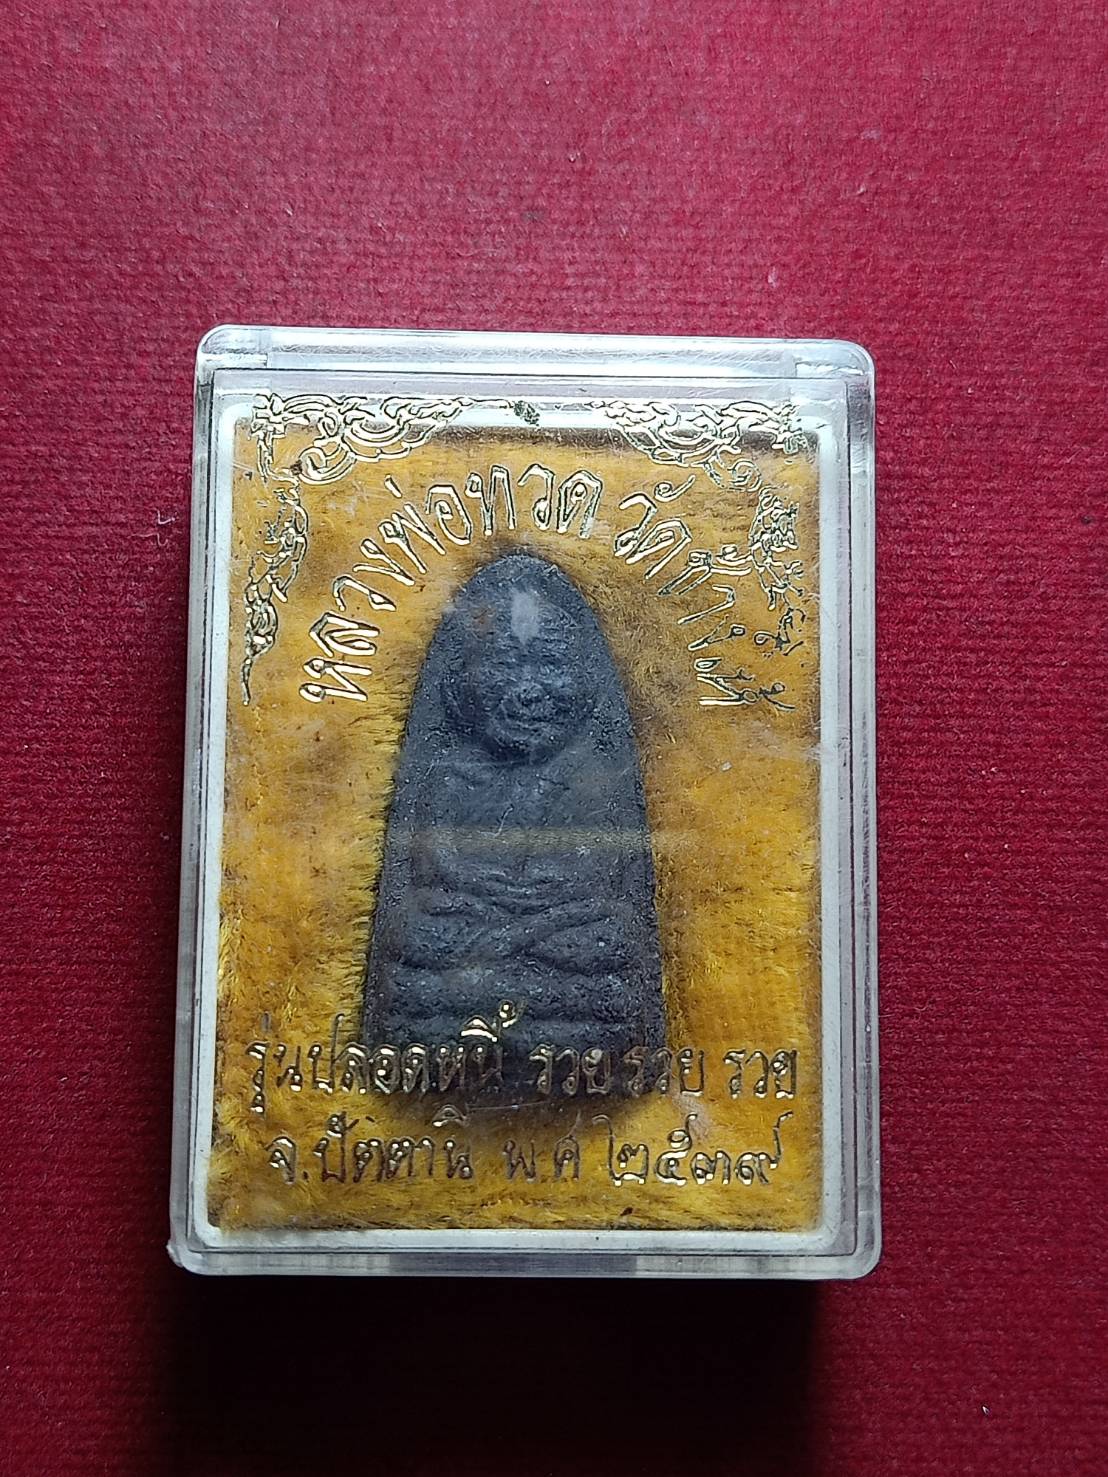 หลวงพ่อทวด วัดช้างให้
รุ่นปลอดหนี้ รวย รวย รวย
จ.ปัตตานี พ.ศ ๒๕๓๙